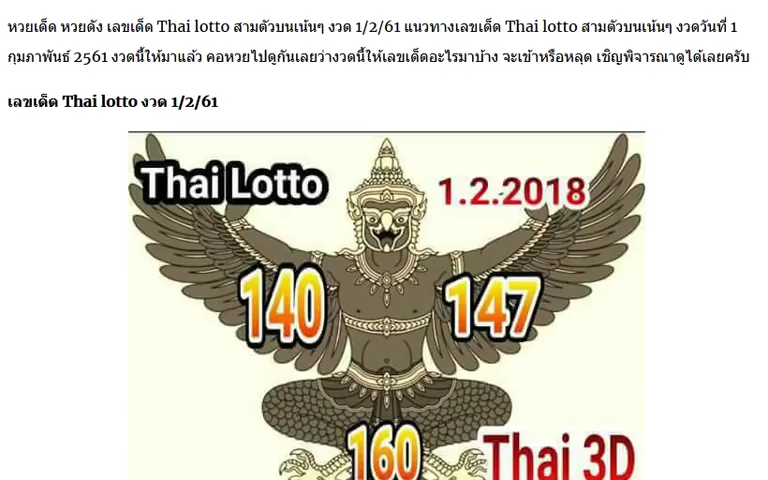 หวยเด็ด หวยดัง เลขเด็ด Thai lotto สามตัวบนเน้นๆ งวด 1/2/61 แนวทางเลขเด็ด Thai lotto สามตัวบนเน้นๆ งวดวันที่ 1
กุมภาพันธ์ 2561 งวดนี้ให้มาแล้ว คอหวยไปดูกันเลยว่างวดนี้ให้เลขเด็ดอะไรมาบ้าง จะเข้าหรือหลุด เชิญพิจารณาดูได้เลยครับ
เลขเด็ด Thai lotto งวด 1/2/61
Thai Lotto
1.2.2018
140
147
160
Thai 3D